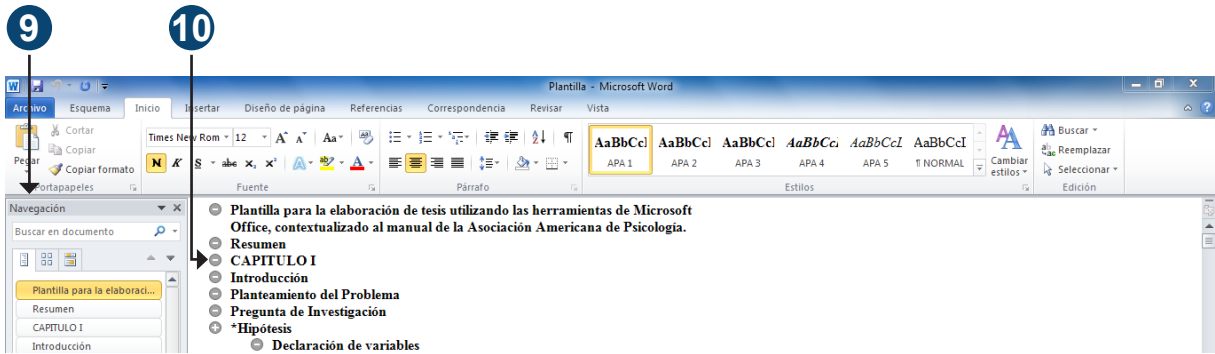 9 10
Plantilla - Microsoft Word
Archivo Esquema Inicio Insertar Diseño de página Referencias Correspondencia Revisar Vista
Pegar
Cortar
Copiar
Copiar formato
Portapapeles
Times New Rom 12 A A Aa
N K S abc x, x² A ab A
Fuente
Párrafo
AaBbCcI AaBbCcI AaBbCcI AaBbCcI AaBbCcL AaBbCcI
APA 1 APA 2 APA 3 APA 4 APA 5 ¶ NORMAL
Cambiar
estilos
Estilos
Buscar
Reemplazar
Seleccionar
Edición
Navegación
Buscar en documento
Plantilla para la elaboraci...
Resumen
CAPITULO I
Introducción
Plantilla para la elaboración de tesis utilizando las herramientas de Microsoft
Office, contextualizado al manual de la Asociación Americana de Psicología.
Resumen
CAPITULO I
Introducción
Planteamiento del Problema
Pregunta de Investigación
*Hipótesis
Declaración de variables